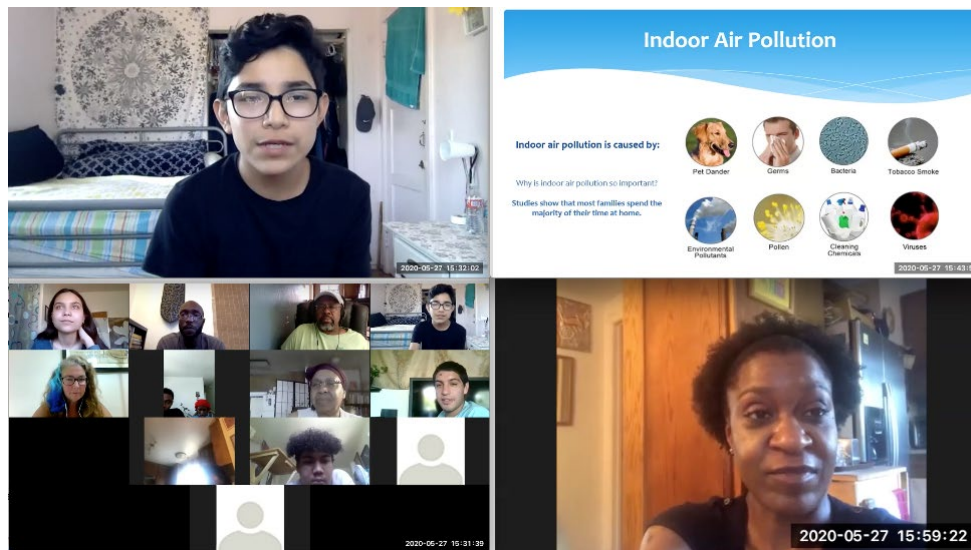 2020-05-27 15:32:02
Indoor Air Pollution
Indoor air pollution is caused by:
Why is indoor air pollution so important?
Studies show that most families spend the
majority of their time at home.
Pet Dander
Germs
Bacteria
Tobacco Smoke
Environmental
Pollutants
Pollen
Cleaning
Chemicals
Viruses
2020-05-27 15:43:5
2020-05-27 15:31:39
2020-05-27 15:59:22